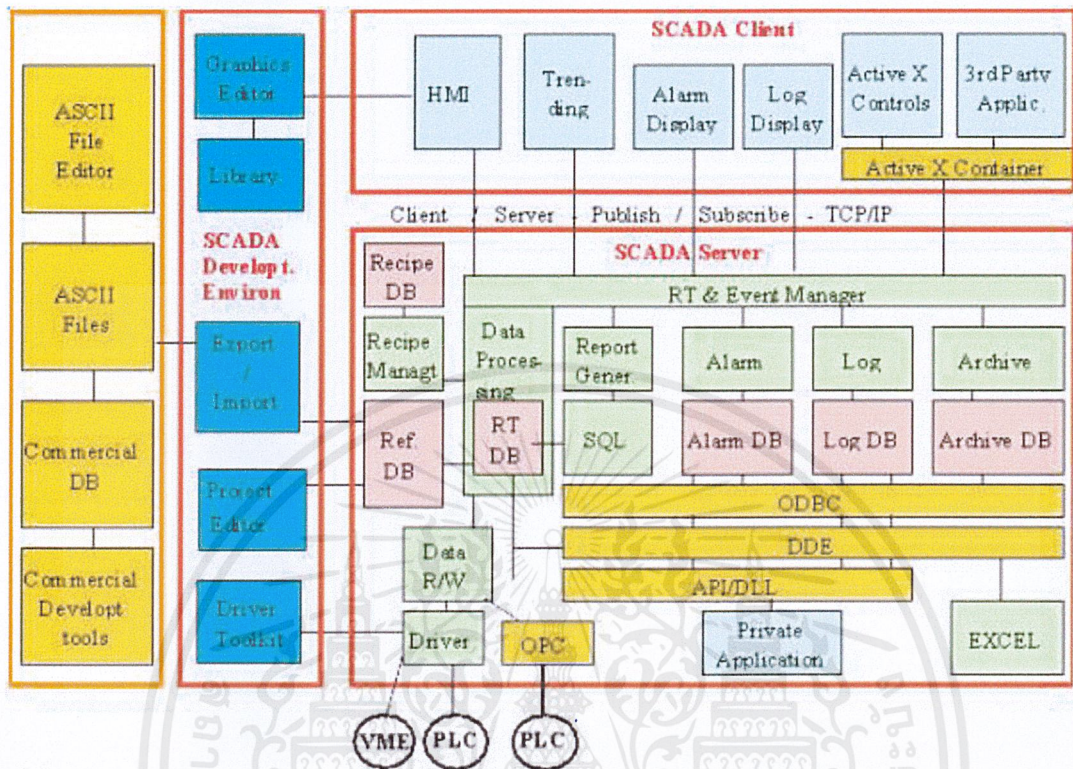 ASCII
File
Editor
ASCII
Files
Commercial
DB
Commercial
Developt
tools
Graphics
Editor
Library
SCADA
Developt.
Environ
Export
/
Import
Project
Editor
Driver
Toolkit
SCADA Client
HMI
Tren-
ding
Alarm
Display
Log
Display
Active X
Controls
3rd Party
Applic.
Active X Container
Client / Server - Publish / Subscribe - TCP/IP
SCADA Server
Recipe
DB
RT & Event Manager
Recipe
Managt
Data
Proces-
sing
Report
Gener.
Alarm
Log
Archive
Ref.
DB
RT
DB
SQL
Alarm DB
Log DB
Archive DB
ODBC
DDE
API/DLL
Data
R/W
Driver
OPC
Private
Application
EXCEL
VME
PLC
PLC